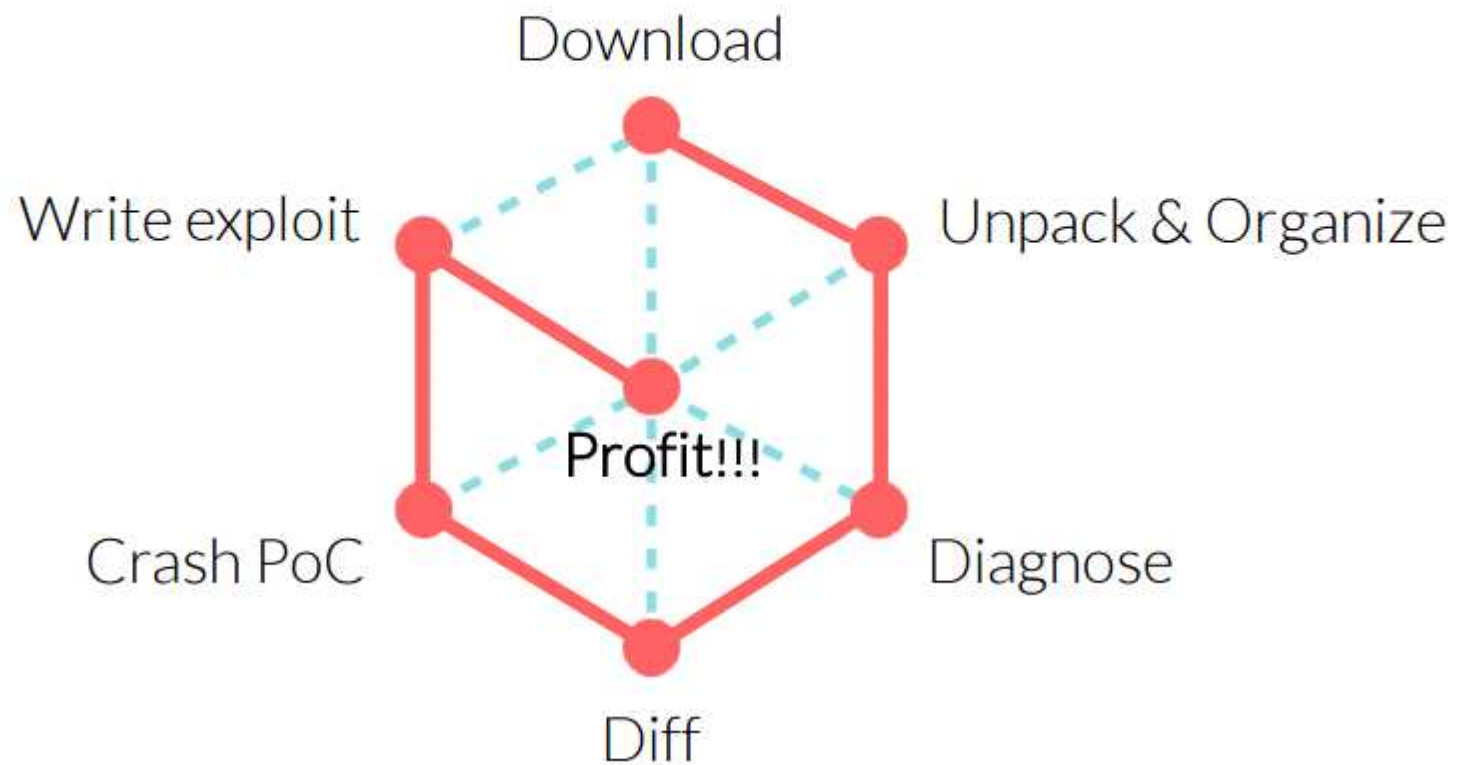 Download
Write exploit
Unpack & Organize
Profit!!!
Crash PoC
Diagnose
Diff